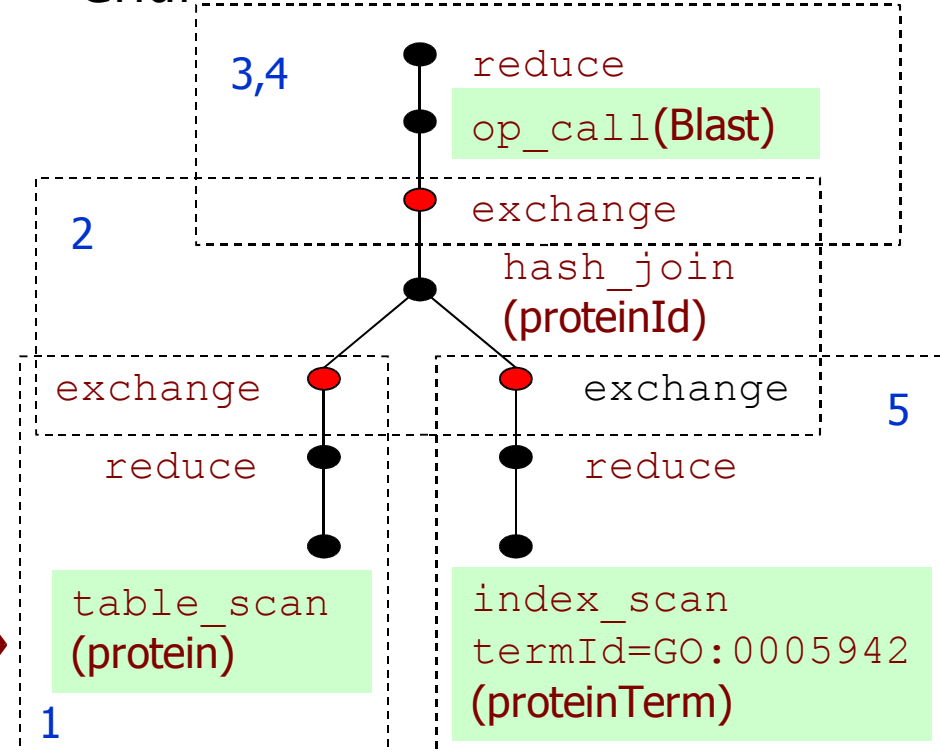 3,4
reduce
op_call(Blast)
2
exchange
hash_join
(proteinId)
exchange
exchange
5
reduce
reduce
table_scan
(protein)
index_scan
termId=GO:0005942
(proteinTerm)
1